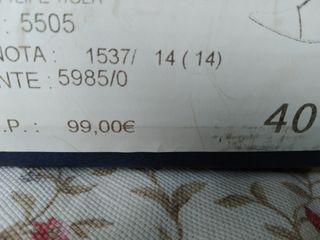 : 5505
NOTA : 1537/ 14 ( 14)
NTE : 5985/0
.P. : 99,00€ 40